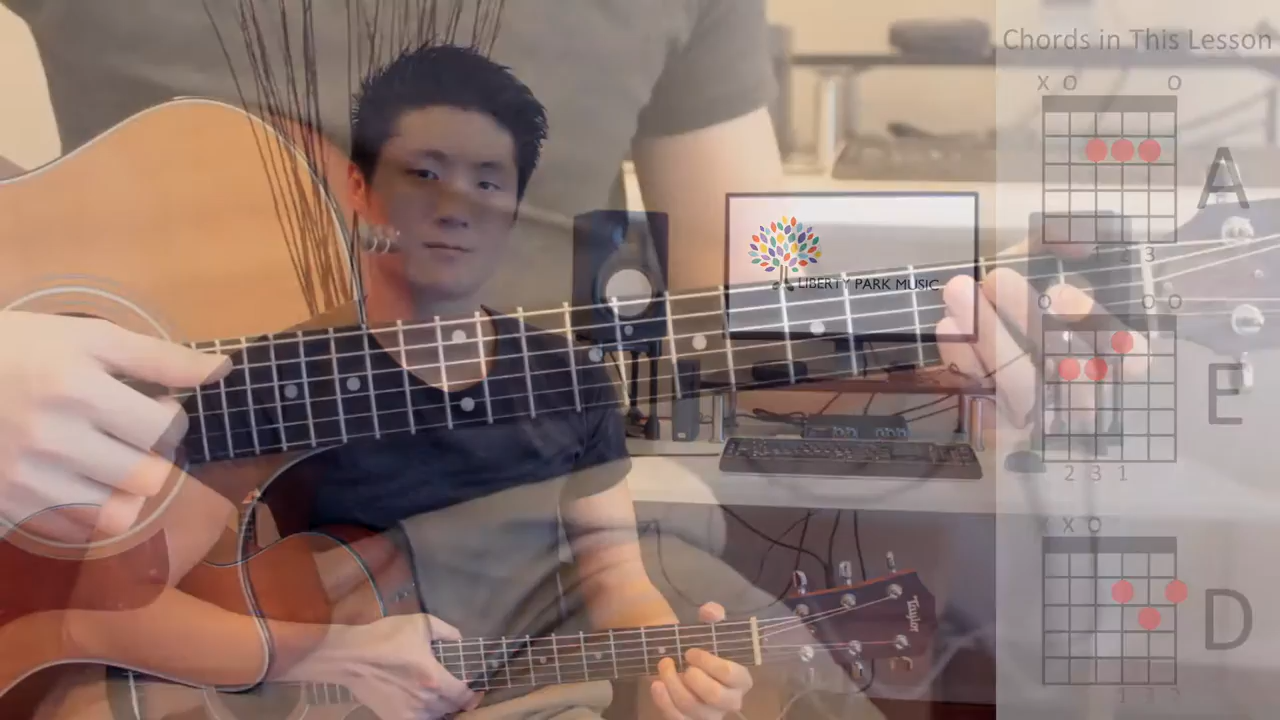 Chords in This Lesson
X O O
A
1 2 3
LIBERTY PARK MUSIC
O O O
E
2 3 1
X X O
D
Taylor